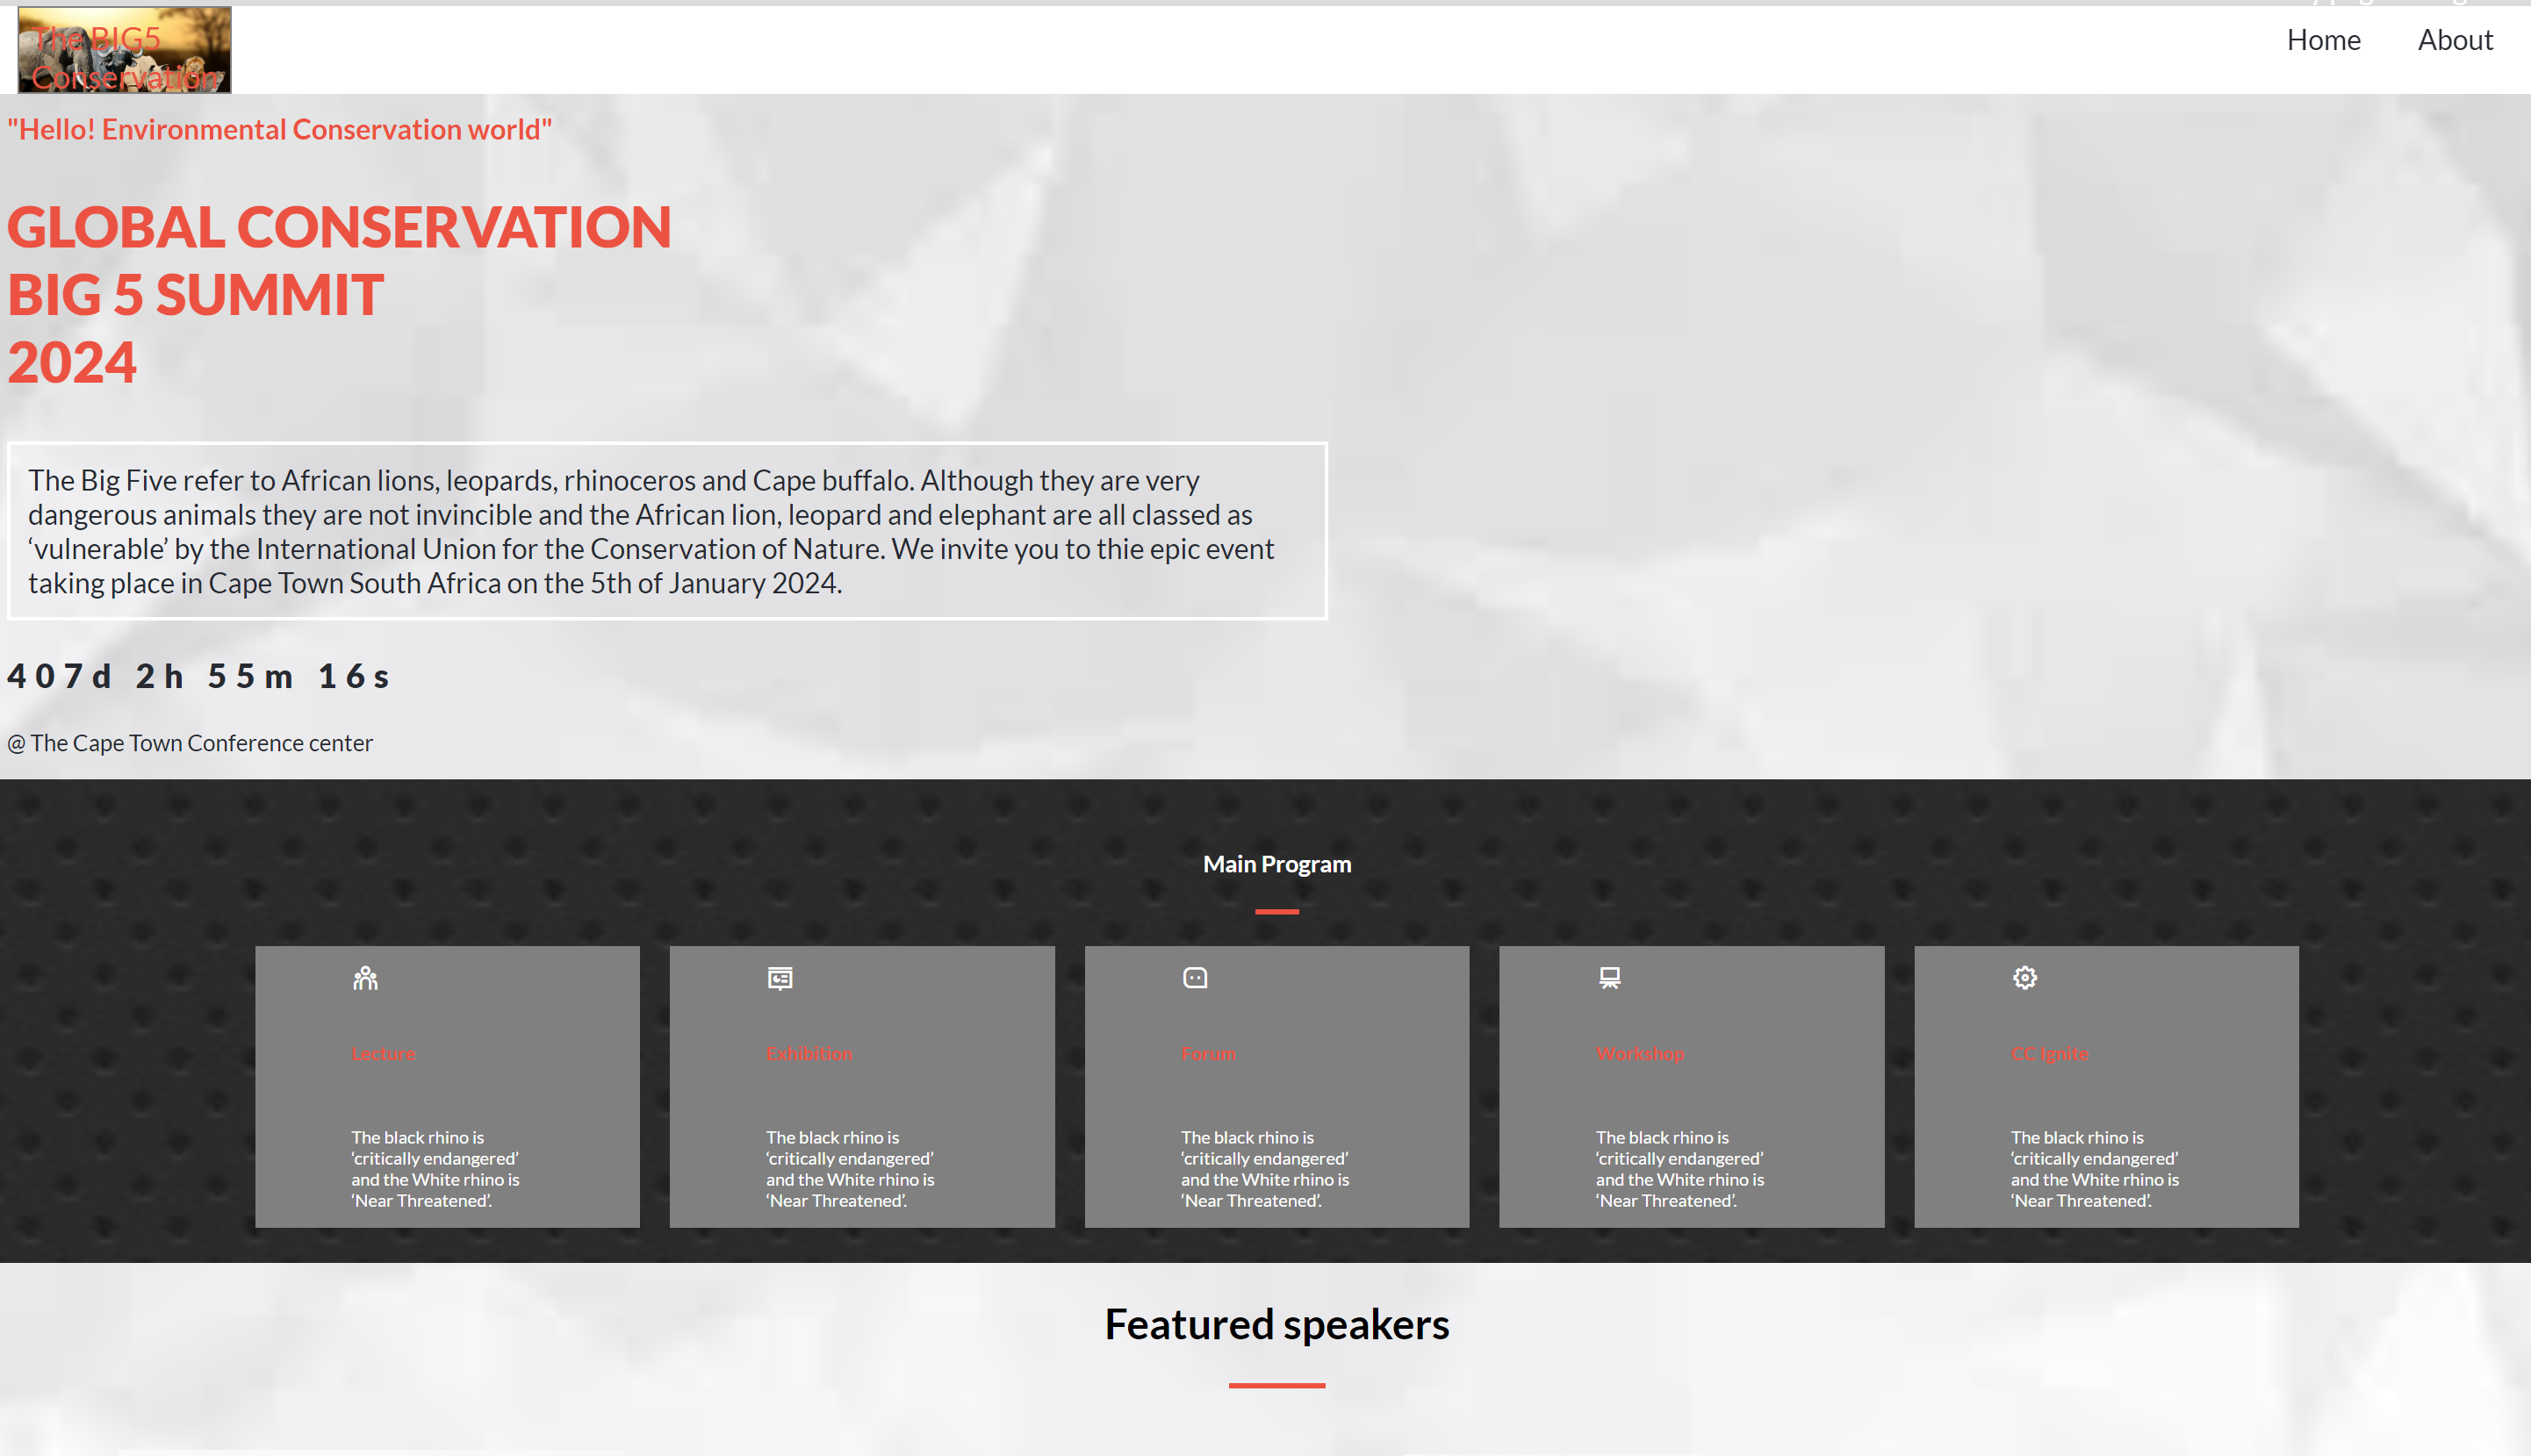 The BIG5
Conservation
Home About
"Hello! Environmental Conservation world"
GLOBAL CONSERVATION
BIG 5 SUMMIT
2024
The Big Five refer to African lions, leopards, rhinoceros and Cape buffalo. Although they are very
dangerous animals they are not invincible and the African lion, leopard and elephant are all classed as
‘vulnerable’ by the International Union for the Conservation of Nature. We invite you to thie epic event
taking place in Cape Town South Africa on the 5th of January 2024.
407d 2h 55m 16s
@ The Cape Town Conference center
Main Program
Lecture
The black rhino is
‘critically endangered’
and the White rhino is
‘Near Threatened’.
Exhibition
The black rhino is
‘critically endangered’
and the White rhino is
‘Near Threatened’.
Forum
The black rhino is
‘critically endangered’
and the White rhino is
‘Near Threatened’.
Workshop
The black rhino is
‘critically endangered’
and the White rhino is
‘Near Threatened’.
CC Ignite
The black rhino is
‘critically endangered’
and the White rhino is
‘Near Threatened’.
Featured speakers